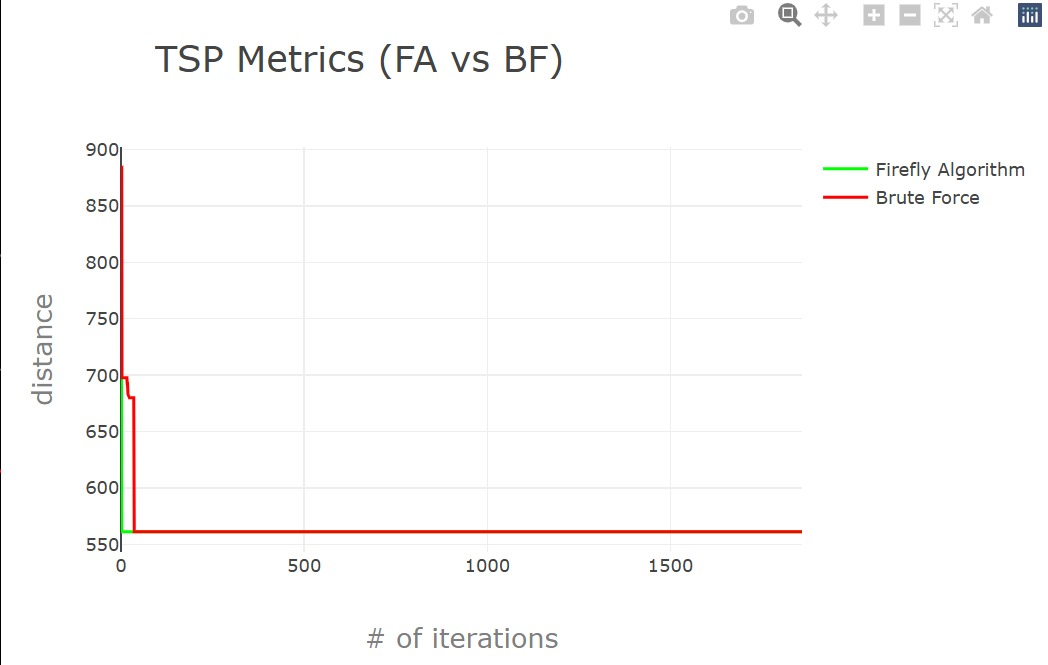 TSP Metrics (FA vs BF)
900
850
800
750
700
650
600
550
0 500 1000 1500
distance
# of iterations
Firefly Algorithm
Brute Force